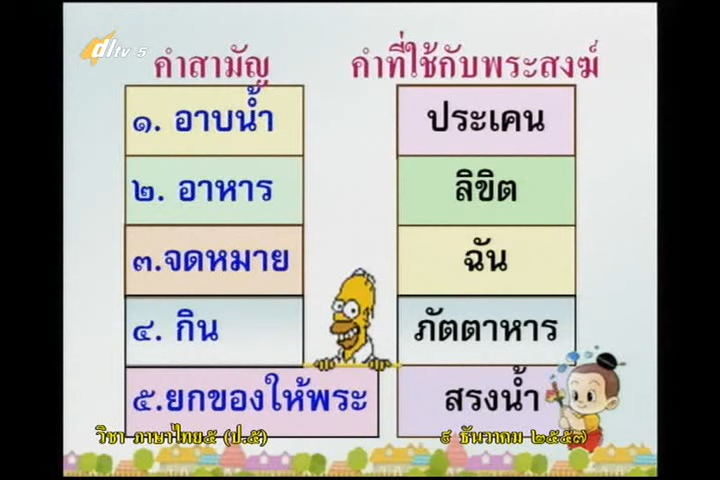 dltv 5
คำสามัญ
คำที่ใช้กับพระสงฆ์
๑. อาบน้ำ
ประเคน
๒. อาหาร
ลิขิต
๓.จดหมาย
ฉัน
๔. กิน
ภัตตาหาร
๕.ยกของให้พระ
สรงน้ำ
วิชา ภาษาไทย๕ (ป.๕)
๙ ธันวาคม ๒๕๕๗